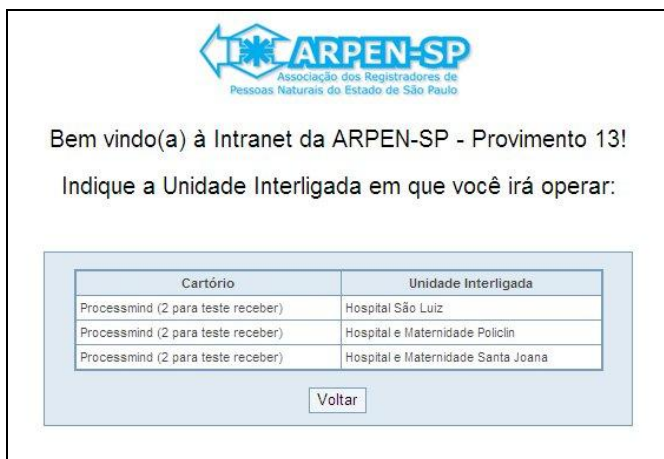 ARPEN-SP
Associação dos Registradores de
Pessoas Naturais do Estado de São Paulo
Bem vindo(a) à Intranet da ARPEN-SP - Provimento 13!
Indique a Unidade Interligada em que você irá operar:
Cartório Unidade Interligada
Processmind (2 para teste receber) Hospital São Luiz
Processmind (2 para teste receber) Hospital e Maternidade Policlin
Processmind (2 para teste receber) Hospital e Maternidade Santa Joana
Voltar